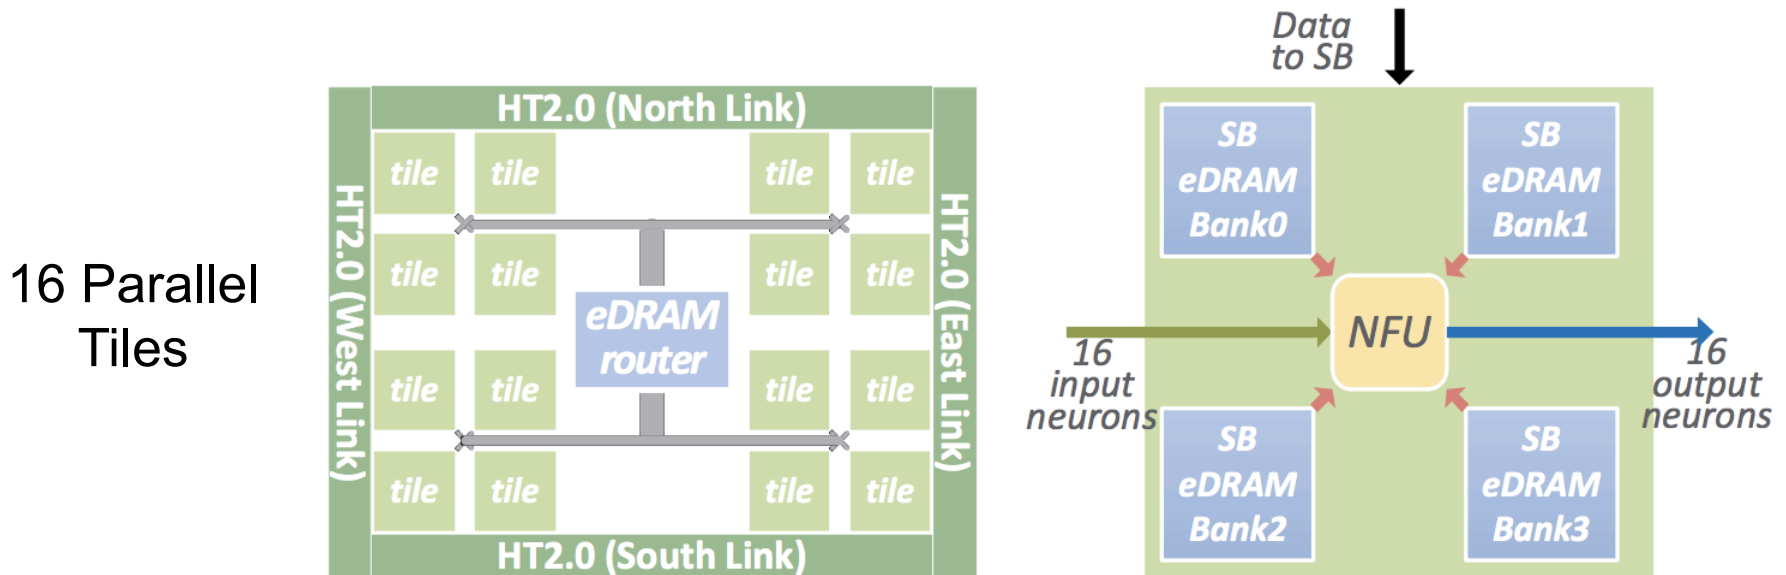 16 Parallel
Tiles
HT2.0 (North Link)
HT2.0 (West Link)
tile
tile
tile
tile
tile
tile
tile
tile
eDRAM
router
tile
tile
tile
tile
tile
tile
tile
tile
HT2.0 (East Link)
HT2.0 (South Link)
Data
to SB
SB
eDRAM
Bank0
SB
eDRAM
Bank1
NFU
16
input
neurons
16
output
neurons
SB
eDRAM
Bank2
SB
eDRAM
Bank3